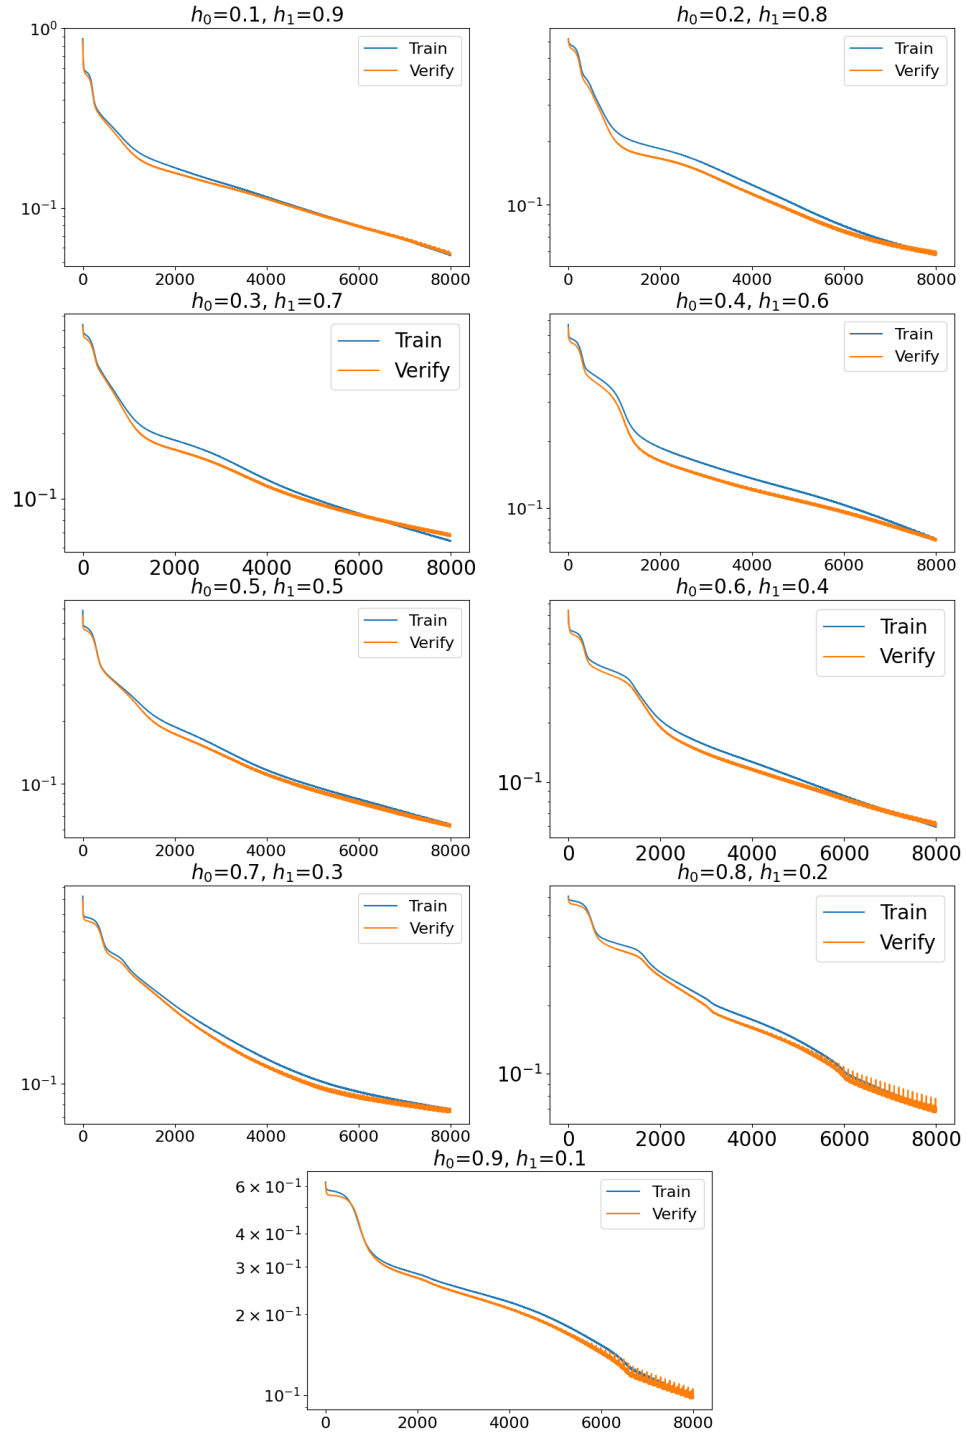 h₀=0.1, h₁=0.9
10⁰
10⁻¹
Train
Verify
0 2000 4000 6000 8000
h₀=0.2, h₁=0.8
10⁻¹
Train
Verify
0 2000 4000 6000 8000
h₀=0.3, h₁=0.7
10⁻¹
Train
Verify
0 2000 4000 6000 8000
h₀=0.4, h₁=0.6
10⁻¹
Train
Verify
0 2000 4000 6000 8000
h₀=0.5, h₁=0.5
10⁻¹
Train
Verify
0 2000 4000 6000 8000
h₀=0.6, h₁=0.4
10⁻¹
Train
Verify
0 2000 4000 6000 8000
h₀=0.7, h₁=0.3
10⁻¹
Train
Verify
0 2000 4000 6000 8000
h₀=0.8, h₁=0.2
10⁻¹
Train
Verify
0 2000 4000 6000 8000
h₀=0.9, h₁=0.1
6 × 10⁻¹
4 × 10⁻¹
3 × 10⁻¹
2 × 10⁻¹
10⁻¹
Train
Verify
0 2000 4000 6000 8000